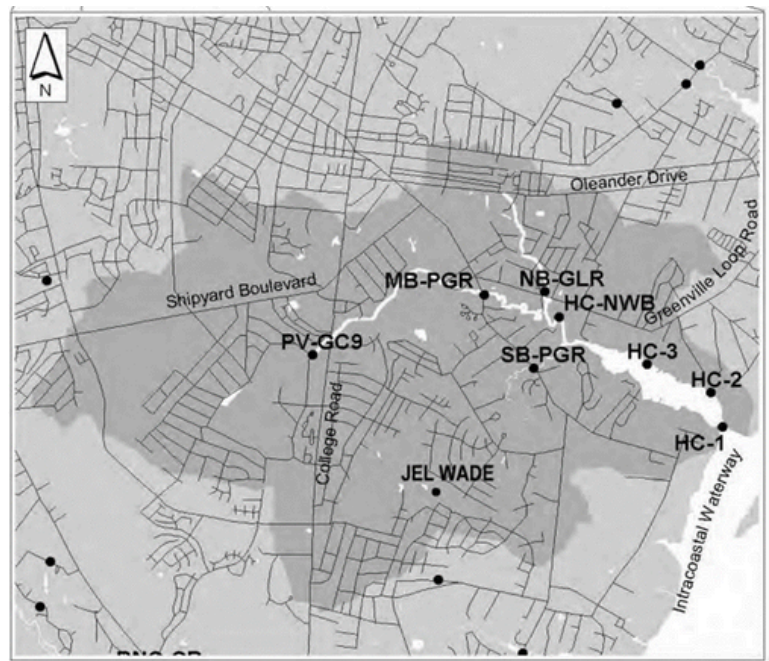 N
Oleander Drive
Greenville Loop Road
Shipyard Boulevard
MB-PGR
NB-GLR
HC-NWB
PV-GC9
SB-PGR
HC-3
HC-2
HC-1
College Road
JEL WADE
Intracoastal Waterway